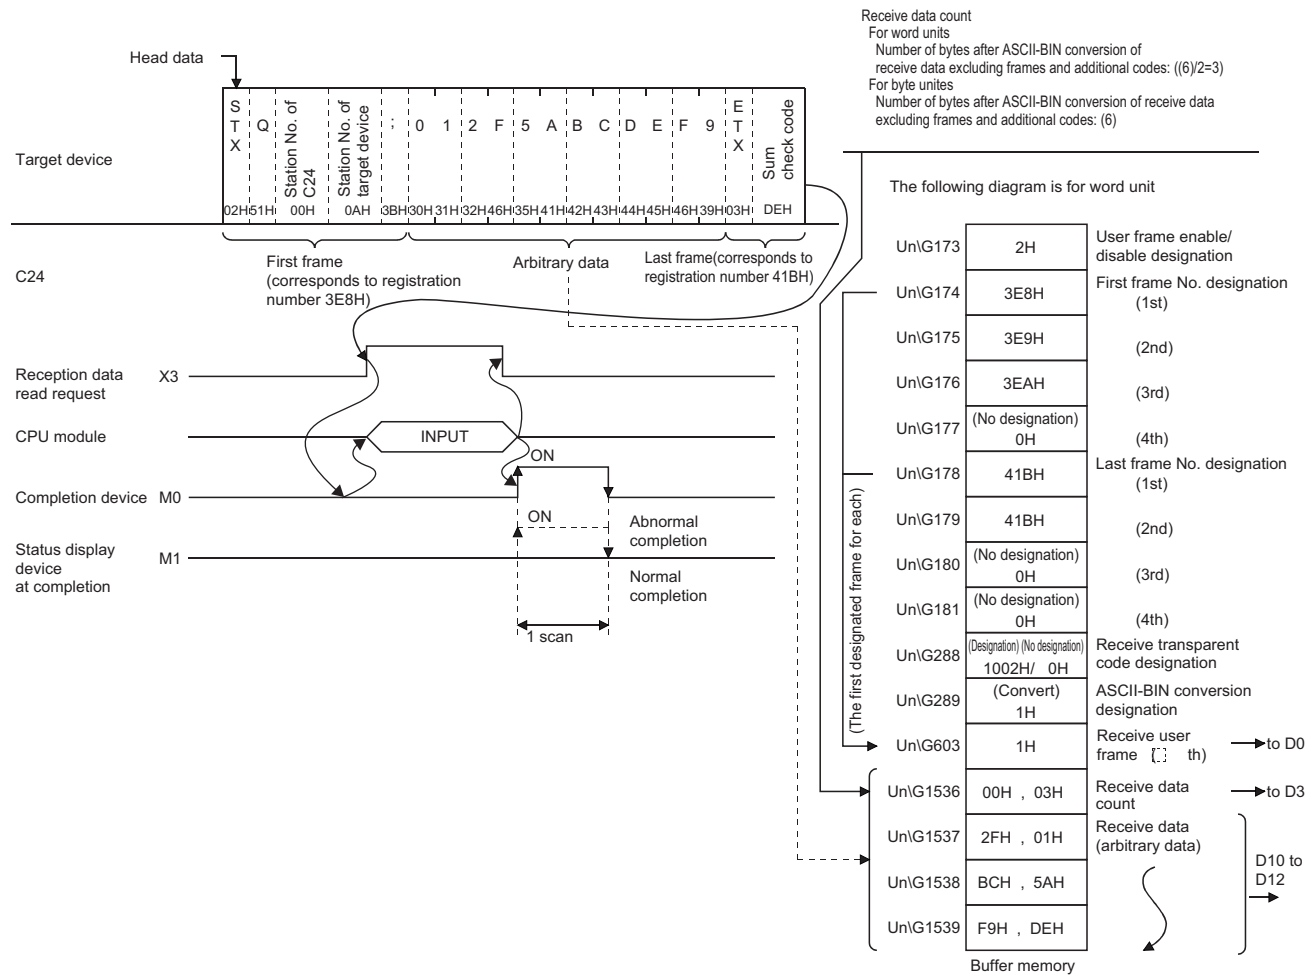 Receive data count
For word units
Number of bytes after ASCII-BIN conversion of
receive data excluding frames and additional codes: ((6)/2=3)
For byte unites
Number of bytes after ASCII-BIN conversion of receive data
excluding frames and additional codes: (6)
Head data
Target device
STX Q Station No. of C24 Station No. of target device ; 0 1 2 F 5 A B C D E F 9 ETX Sum check code
02H 51H 00H 0AH 3BH 30H 31H 32H 46H 35H 41H 42H 43H 44H 45H 46H 39H 03H DEH
C24
First frame
(corresponds to registration
number 3E8H)
Arbitrary data
Last frame(corresponds to
registration number 41BH)
Reception data
read request
X3
CPU module
INPUT
ON
Completion device M0
ON
Abnormal
completion
Status display
device
at completion
M1
Normal
completion
1 scan
The following diagram is for word unit
Un\G173 2H User frame enable/
disable designation
Un\G174 3E8H First frame No. designation
(1st)
Un\G175 3E9H (2nd)
Un\G176 3EAH (3rd)
Un\G177 (No designation)
0H (4th)
Un\G178 41BH Last frame No. designation
(1st)
Un\G179 41BH (2nd)
Un\G180 (No designation)
0H (3rd)
Un\G181 (No designation)
0H (4th)
Un\G288 (Designation) (No designation)
1002H/ 0H
Receive transparent
code designation
Un\G289 (Convert)
1H
ASCII-BIN conversion
designation
Un\G603 1H Receive user
frame ( th)
to D0
(The first designated frame for each)
Un\G1536 00H , 03H Receive data
count
to D3
Un\G1537 2FH , 01H Receive data
(arbitrary data)
Un\G1538 BCH , 5AH
D10 to
D12
Un\G1539 F9H , DEH
Buffer memory